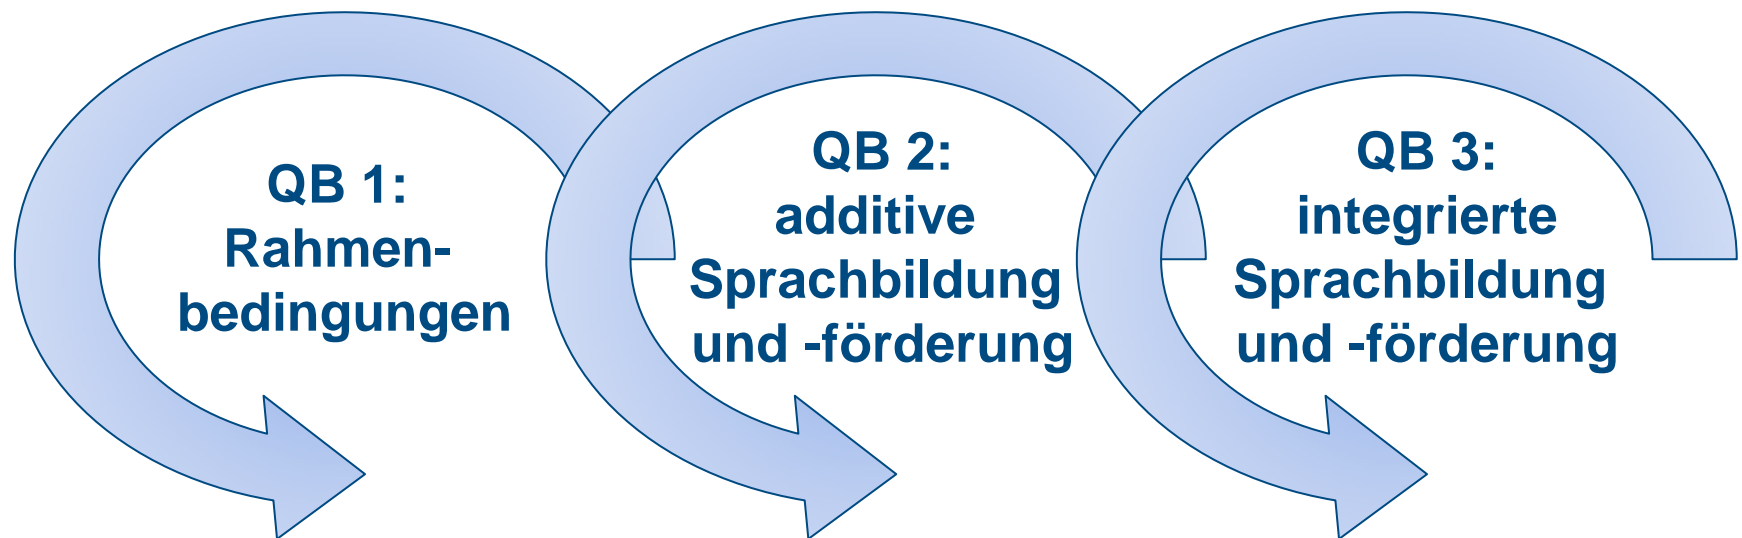 QB 1:
Rahmen-
bedingungen
QB 2:
additive
Sprachbildung
und -förderung
QB 3:
integrierte
Sprachbildung
und -förderung